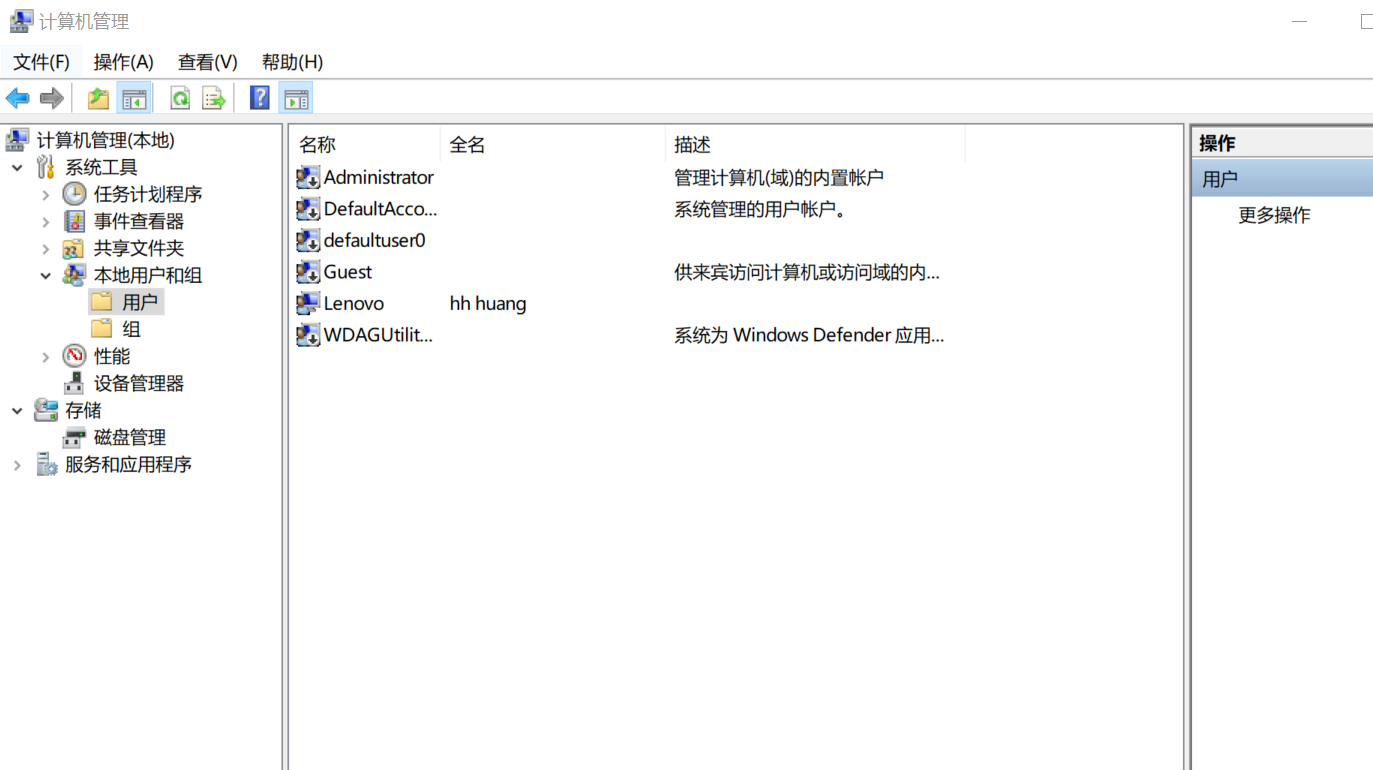 计算机管理
文件(F) 操作(A) 查看(V) 帮助(H)
计算机管理(本地)
系统工具
任务计划程序
事件查看器
共享文件夹
本地用户和组
用户
组
性能
设备管理器
存储
磁盘管理
服务和应用程序
名称 全名 描述
Administrator 管理计算机(域)的内置帐户
DefaultAcco... 系统管理的用户帐户。
defaultuser0
Guest 供来宾访问计算机或访问域的内...
Lenovo hh huang
WDAGUtilit... 系统为 Windows Defender 应用...
操作
用户
更多操作